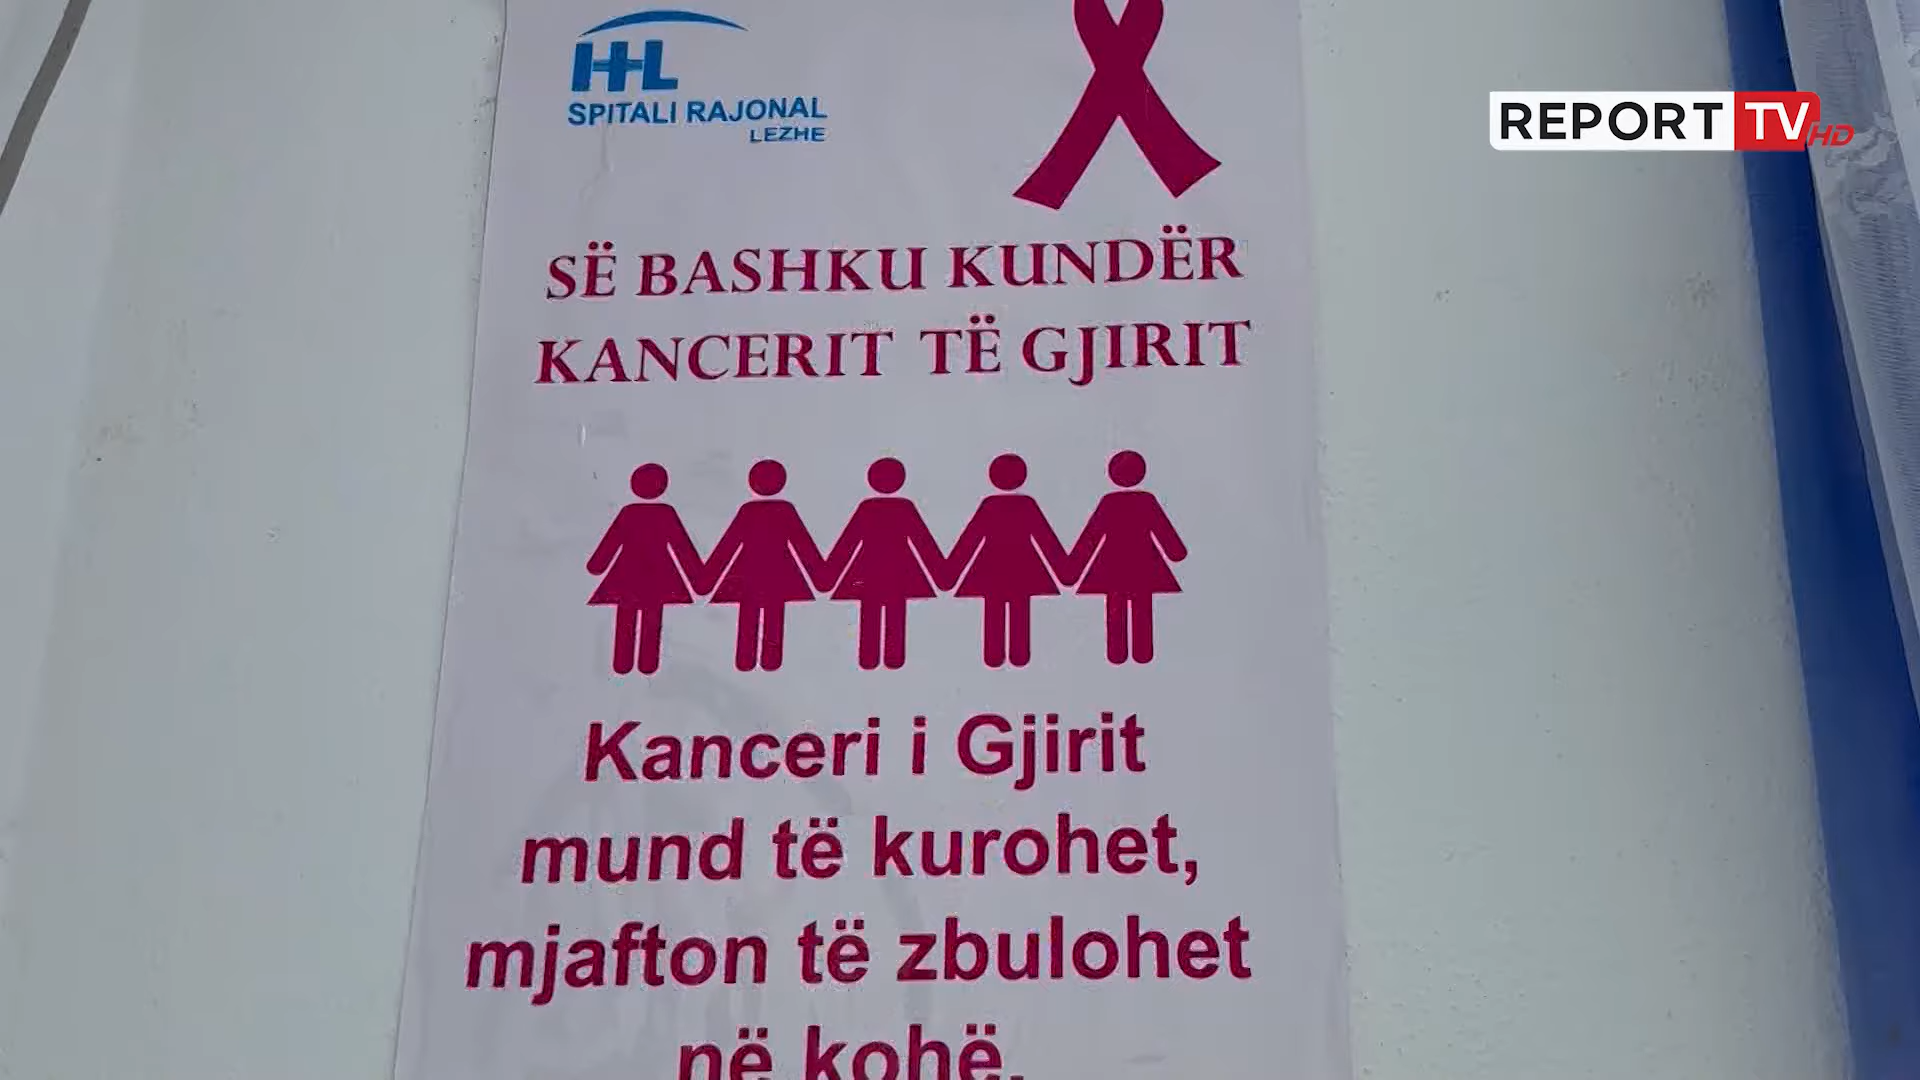 SPITALI RAJONAL
LEZHE
REPORT TV HD
SË BASHKU KUNDËR
KANCERIT TË GJIRIT
Kanceri i Gjirit
mund të kurohet,
mjafton të zbulohet
në kohë.